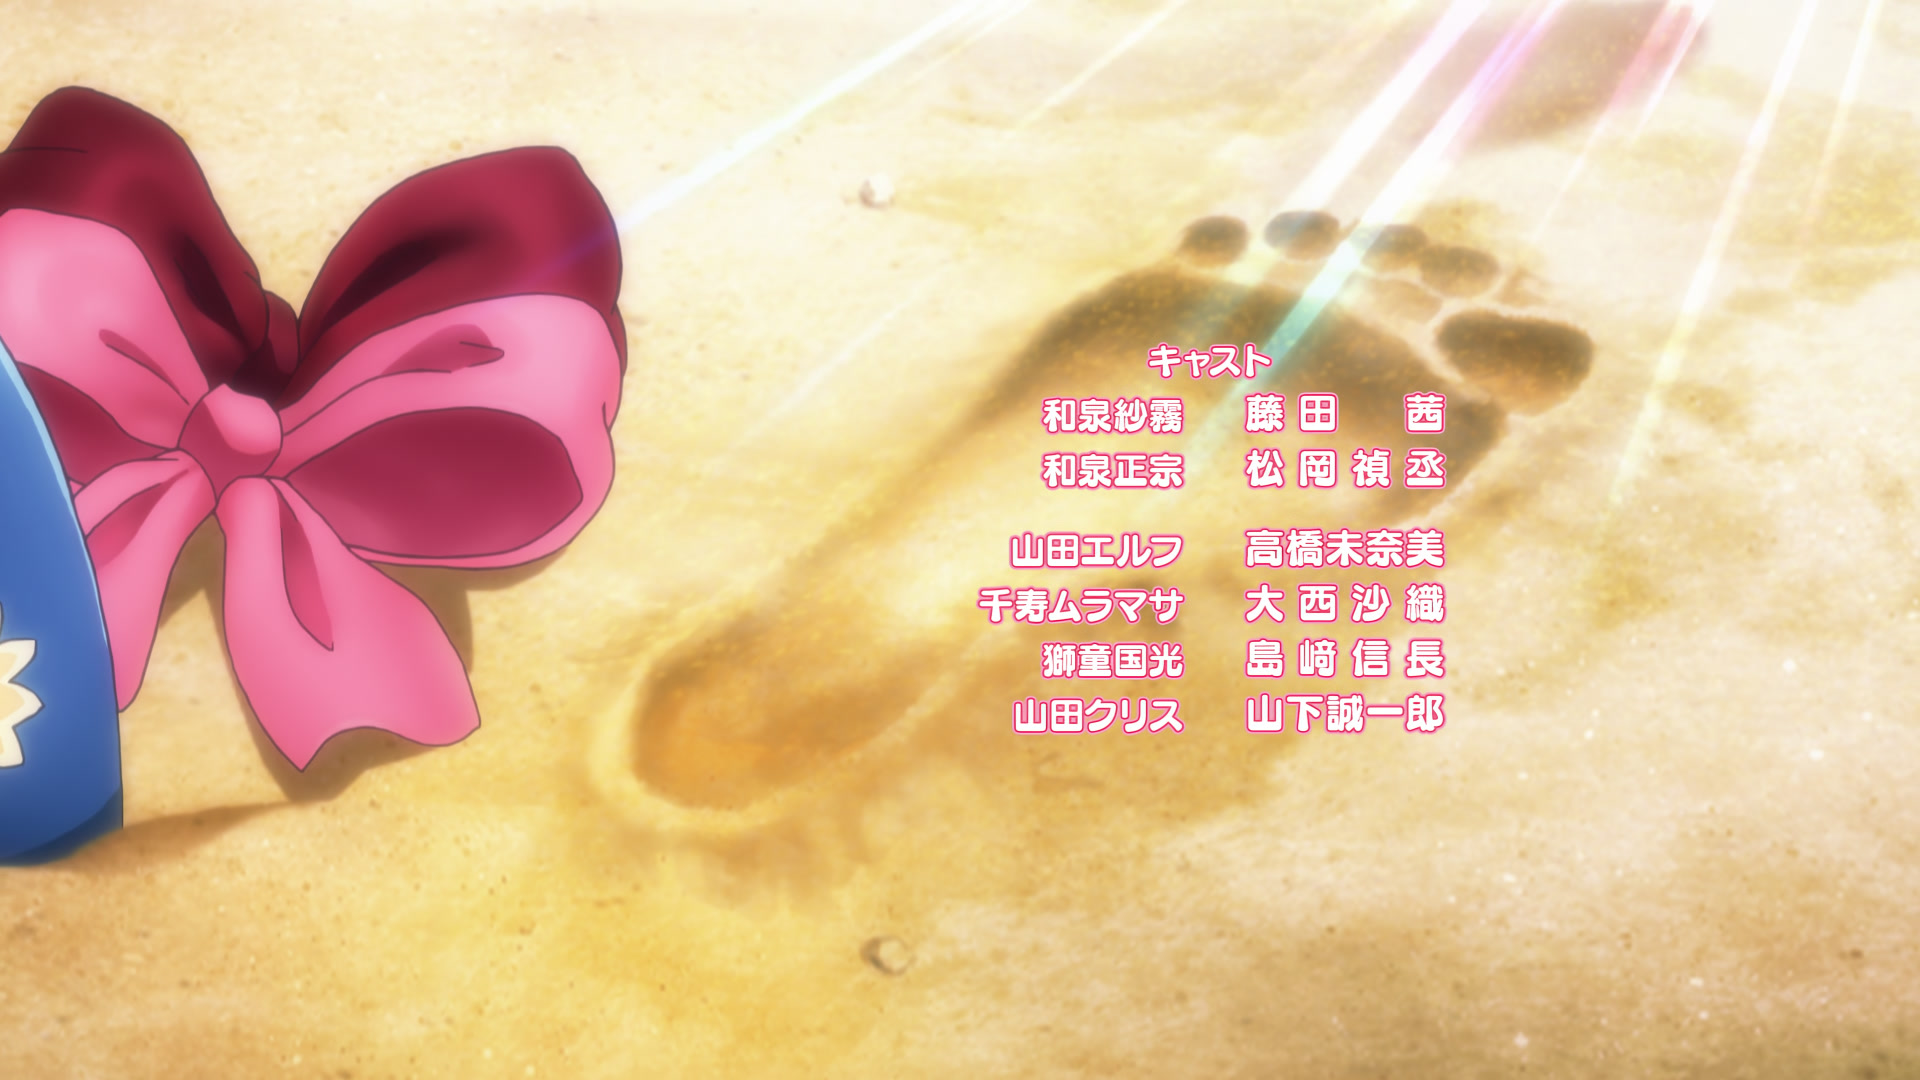 キャスト
和泉紗霧 藤田 茜
和泉正宗 松岡禎丞
山田エルフ 高橋未奈美
千寿ムラマサ 大西沙織
獅童国光 島﨑信長
山田クリス 山下誠一郎